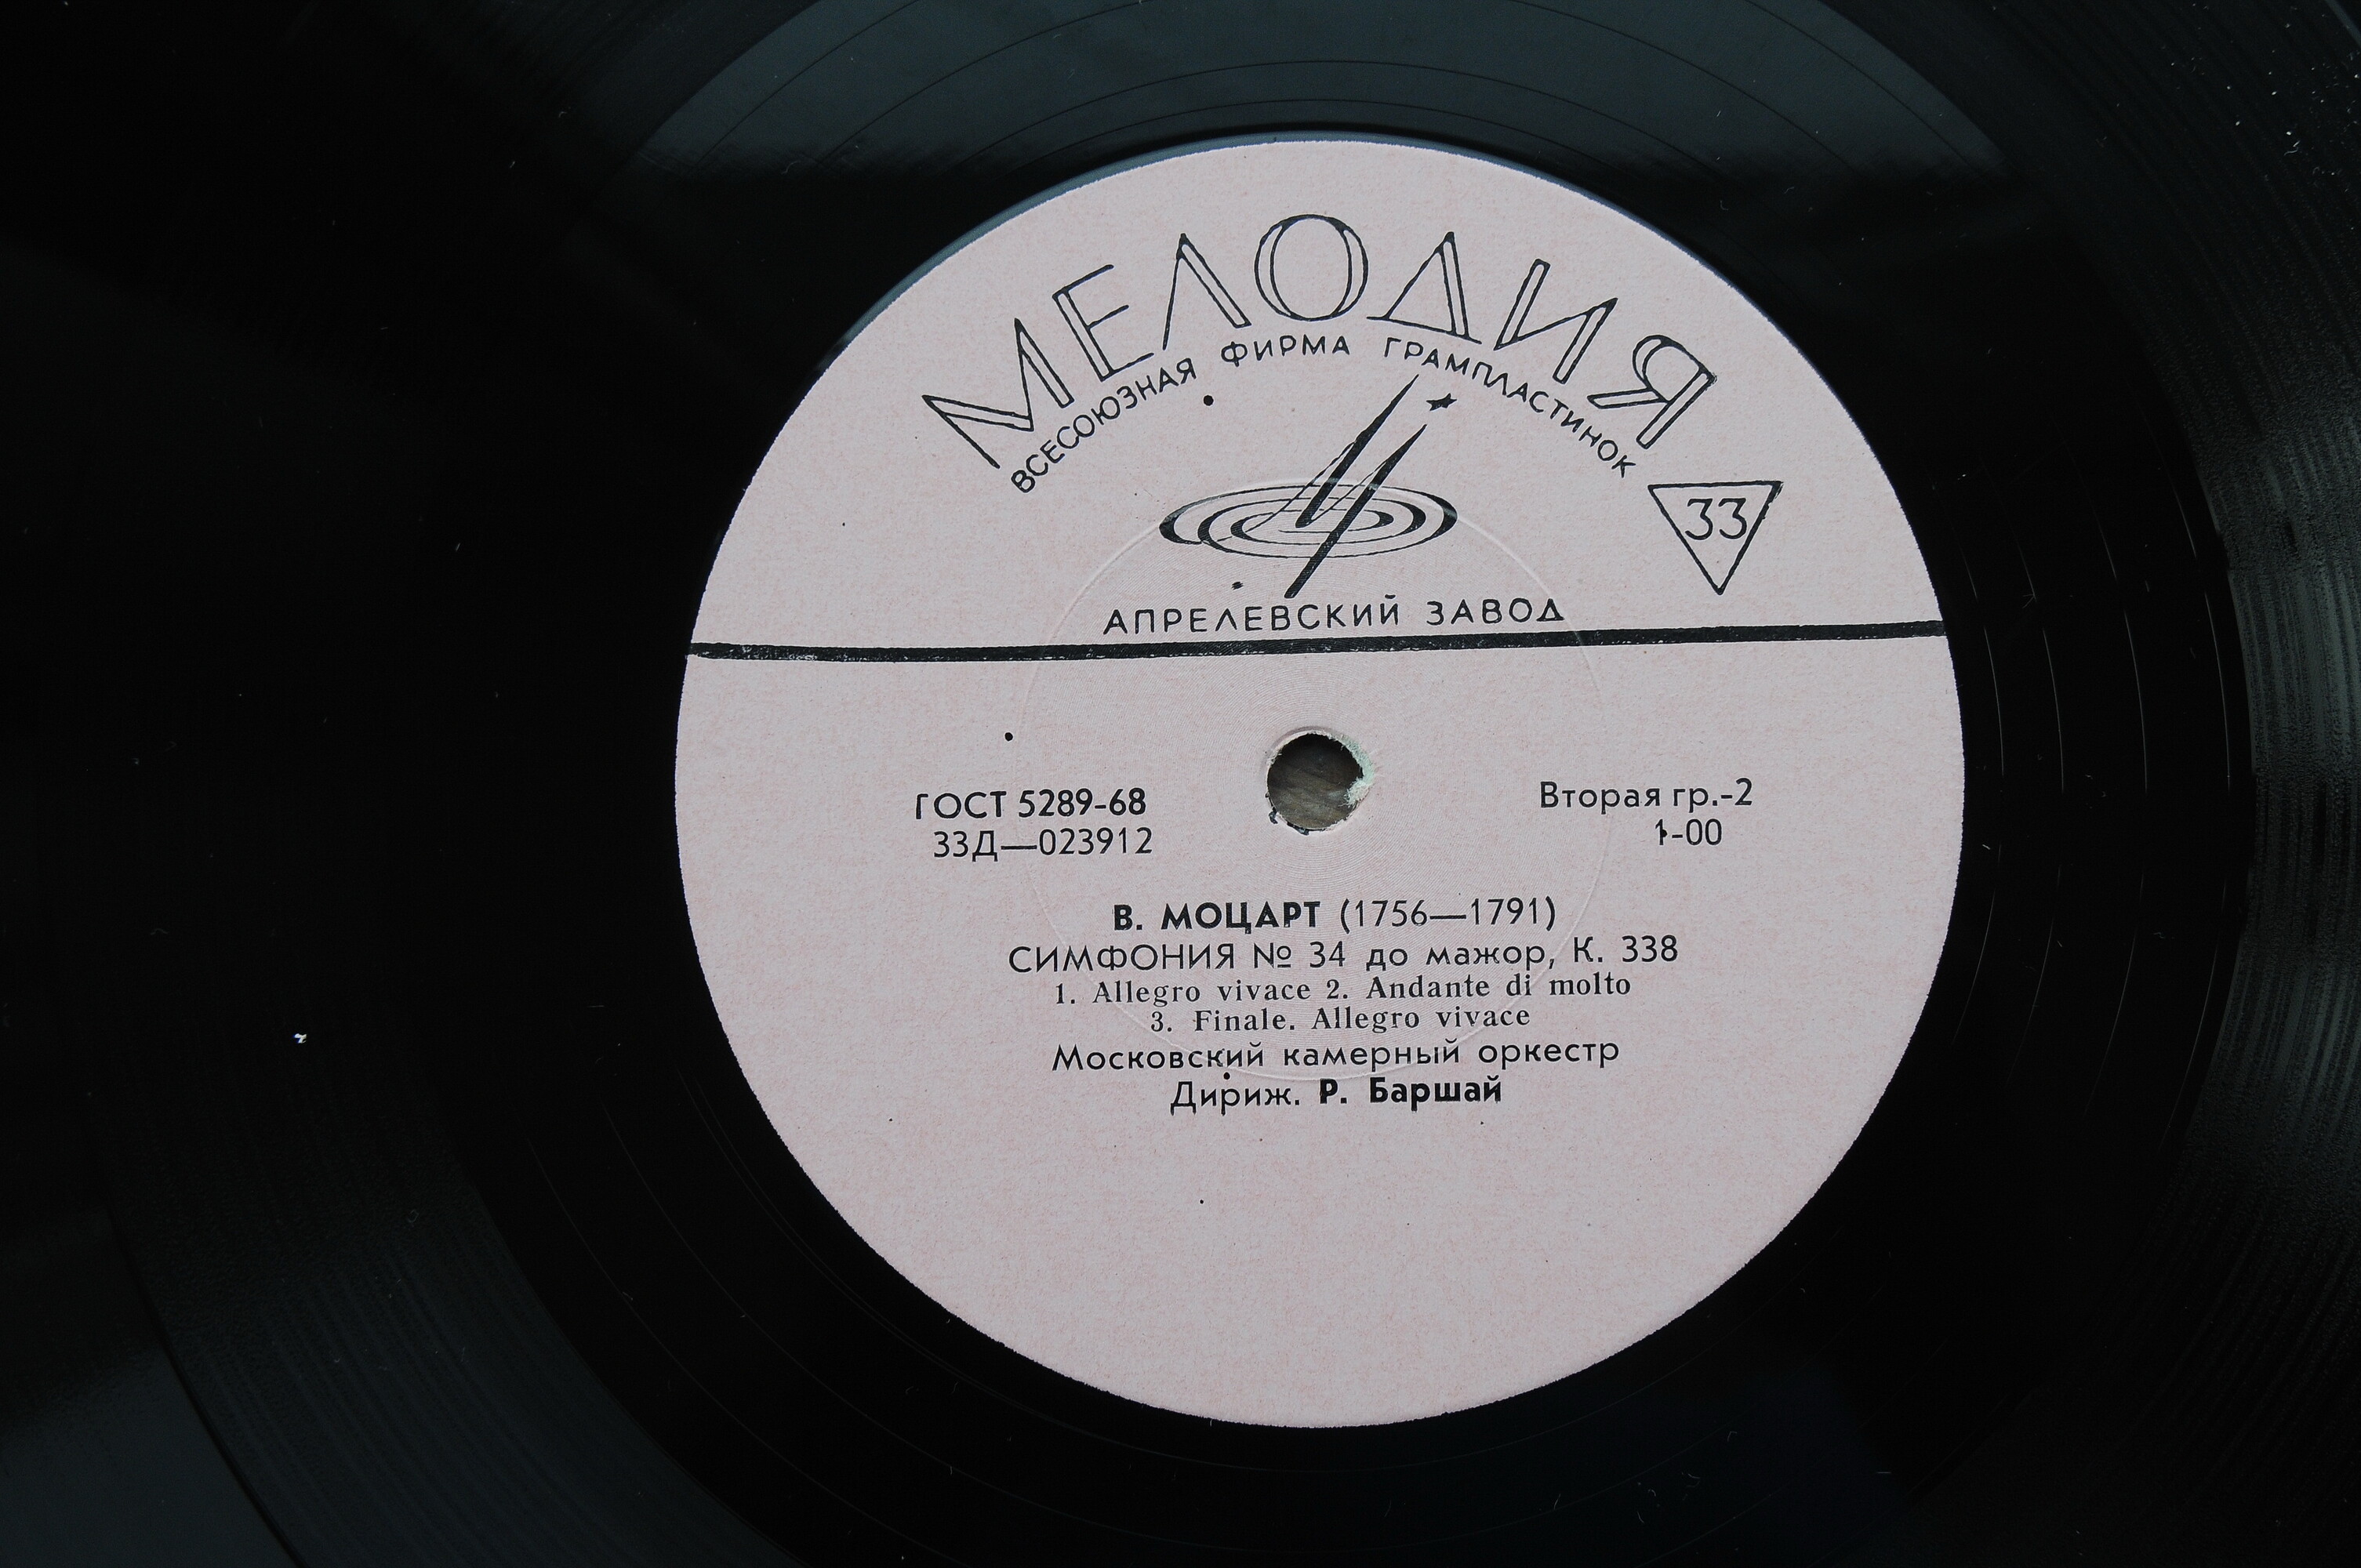 МЕЛОДИЯ
ВСЕСОЮЗНАЯ ФИРМА ГРАМПЛАСТИНОК
33
АПРЕЛЕВСКИЙ ЗАВОД
ГОСТ 5289-68
33Д—023912
Вторая гр.-2
1-00
В. МОЦАРТ (1756—1791)
СИМФОНИЯ № 34 до мажор, К. 338
1. Allegro vivace 2. Andante di molto
3. Finale. Allegro vivace
Московский камерный оркестр
Дириж. Р. Баршай